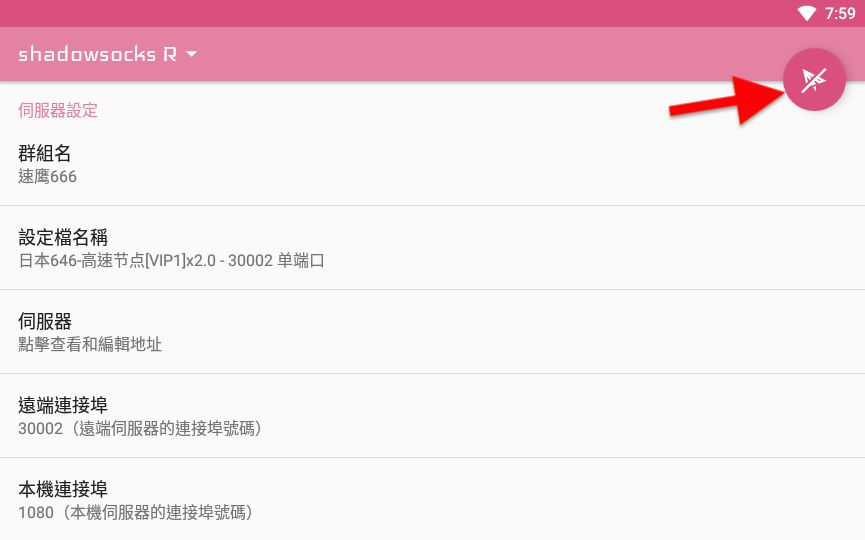 7:59
shadowsocks R
伺服器設定
群組名
速鹰666
設定檔名稱
日本646-高速节点[VIP1]x2.0 - 30002 单端口
伺服器
點擊查看和編輯地址
遠端連接埠
30002（遠端伺服器的連接埠號碼）
本機連接埠
1080（本機伺服器的連接埠號碼）